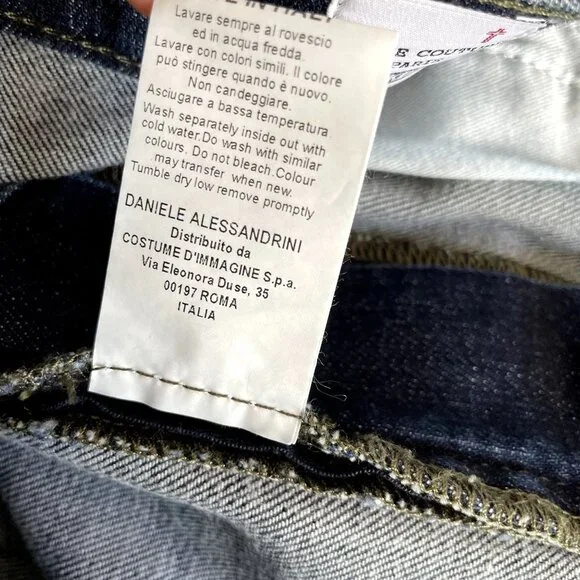 Lavare sempre al rovescio
ed in acqua fredda.
Lavare con colori simili. Il colore
può stingere quando è nuovo.
Non candeggiare.
Asciugare a bassa temperatura.
Wash separately inside out with
cold water.Do wash with similar
colours. Do not bleach.Colour
may transfer when new.
Tumble dry low remove promptly
DANIELE ALESSANDRINI
Distribuito da
COSTUME D'IMMAGINE S.p.a.
Via Eleonora Duse, 35
00197 ROMA
ITALIA